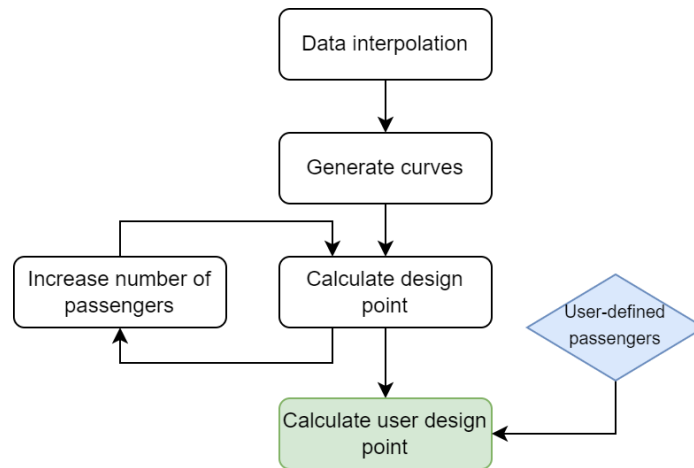 Data interpolation
Generate curves
Increase number of
passengers
Calculate design
point
User-defined
passengers
Calculate user design
point